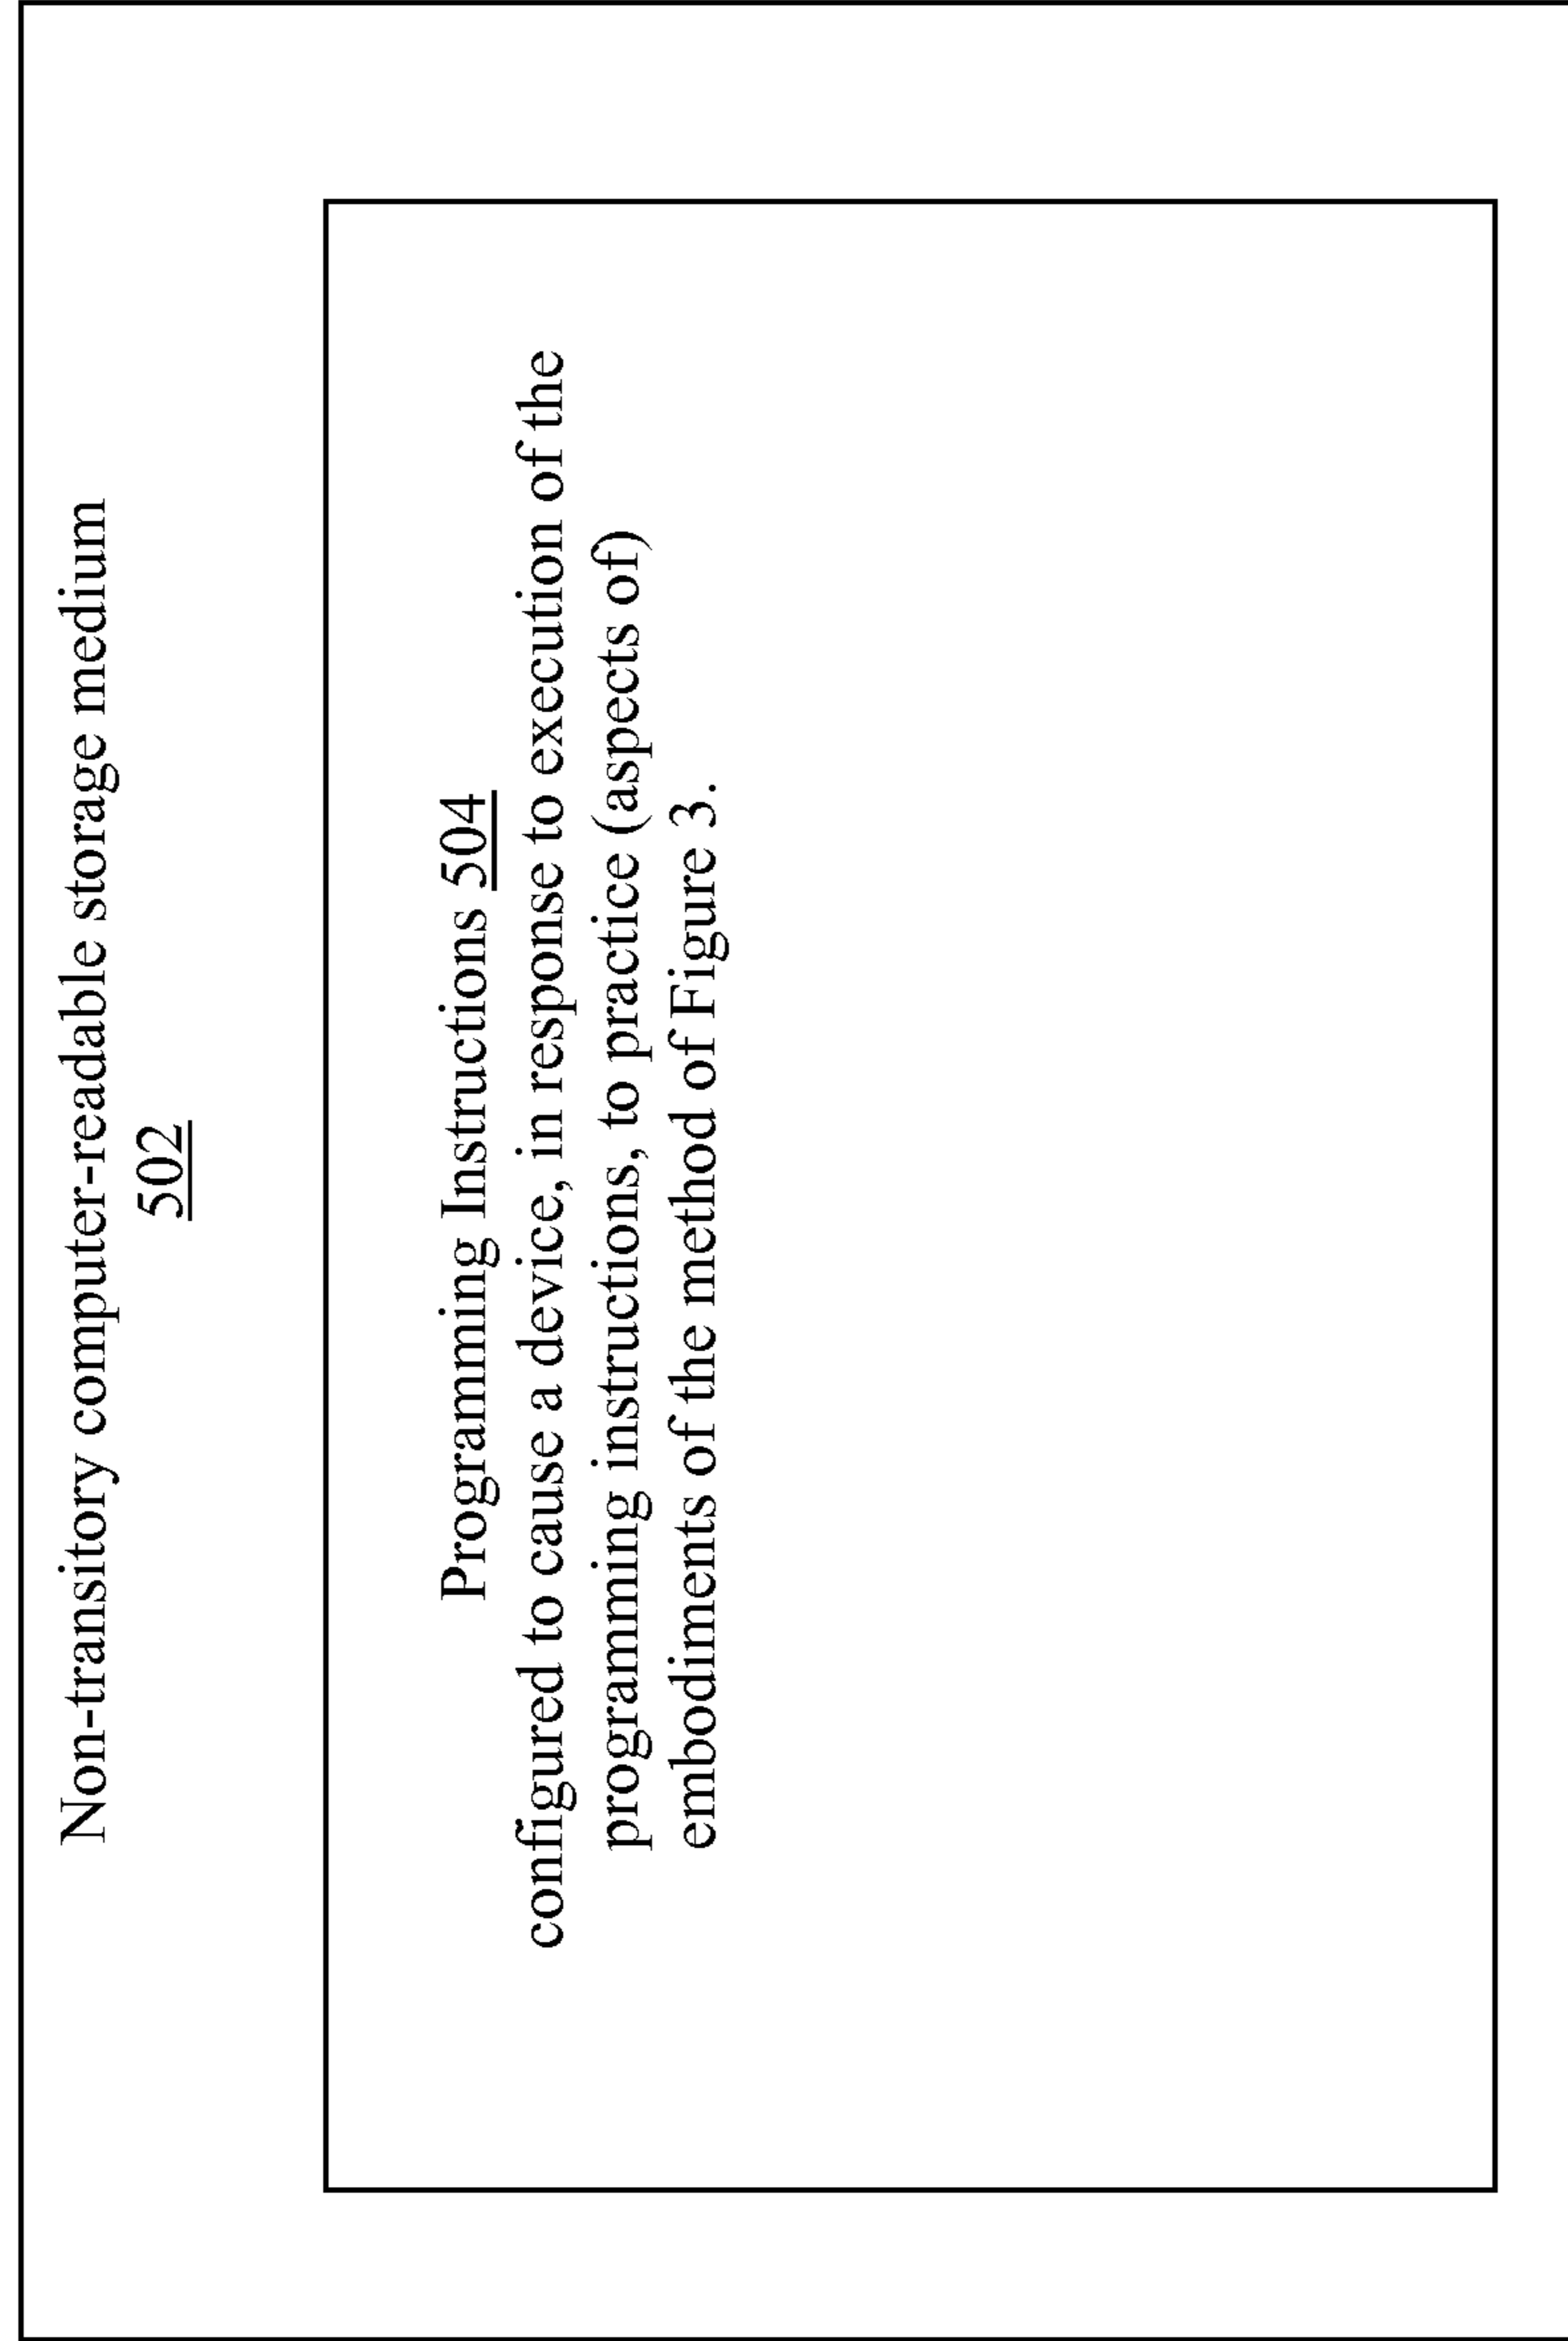 Non-transitory computer-readable storage medium
502
Programming Instructions 504
configured to cause a device, in response to execution of the
programming instructions, to practice (aspects of)
embodiments of the method of Figure 3.